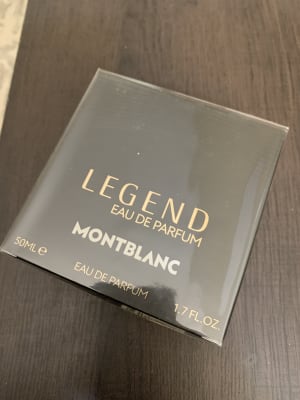 LEGEND
EAU DE PARFUM
MONTBLANC
50ML ℮
EAU DE PARFUM
1.7 FL.OZ.